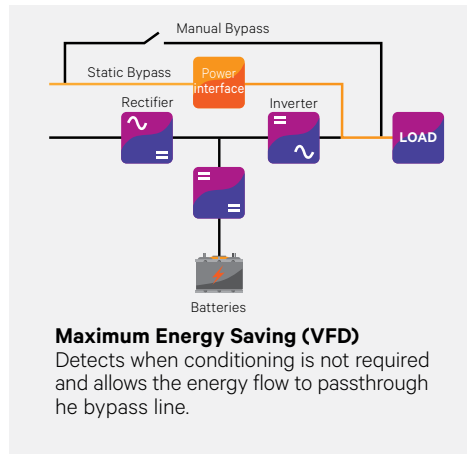 Manual Bypass
Static Bypass
Power
interface
Rectifier
Inverter
LOAD
Batteries
Maximum Energy Saving (VFD)
Detects when conditioning is not required
and allows the energy flow to passthrough
he bypass line.